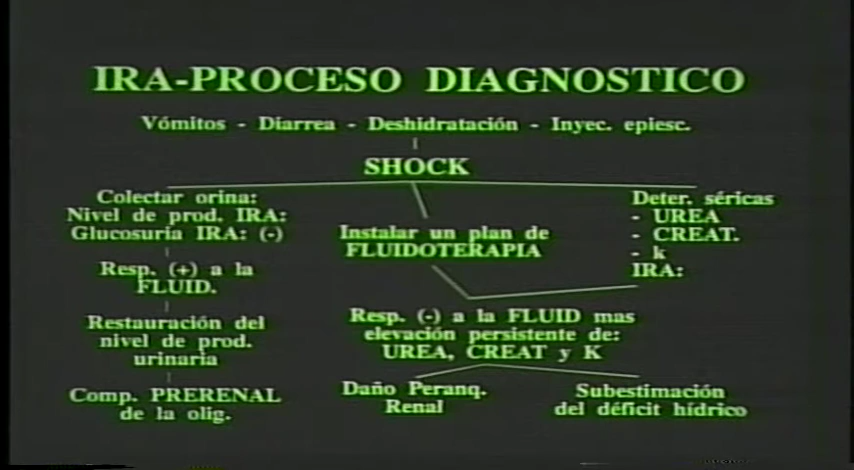 IRA-PROCESO DIAGNOSTICO
Vómitos - Diarrea - Deshidratación - Inyec. epiesc.
SHOCK
Colectar orina:
Nivel de prod. IRA:
Glucosuria IRA: (-)
Resp. (+) a la
FLUID.
Restauración del
nivel de prod.
urinaria
Comp. PRERENAL
de la olig.
Instalar un plan de
FLUIDOTERAPIA
Deter. séricas
- UREA
- CREAT.
- k
IRA:
Resp. (-) a la FLUID mas
elevación persistente de:
UREA, CREAT y K
Daño Peranq.
Renal
Subestimación
del déficit hídrico